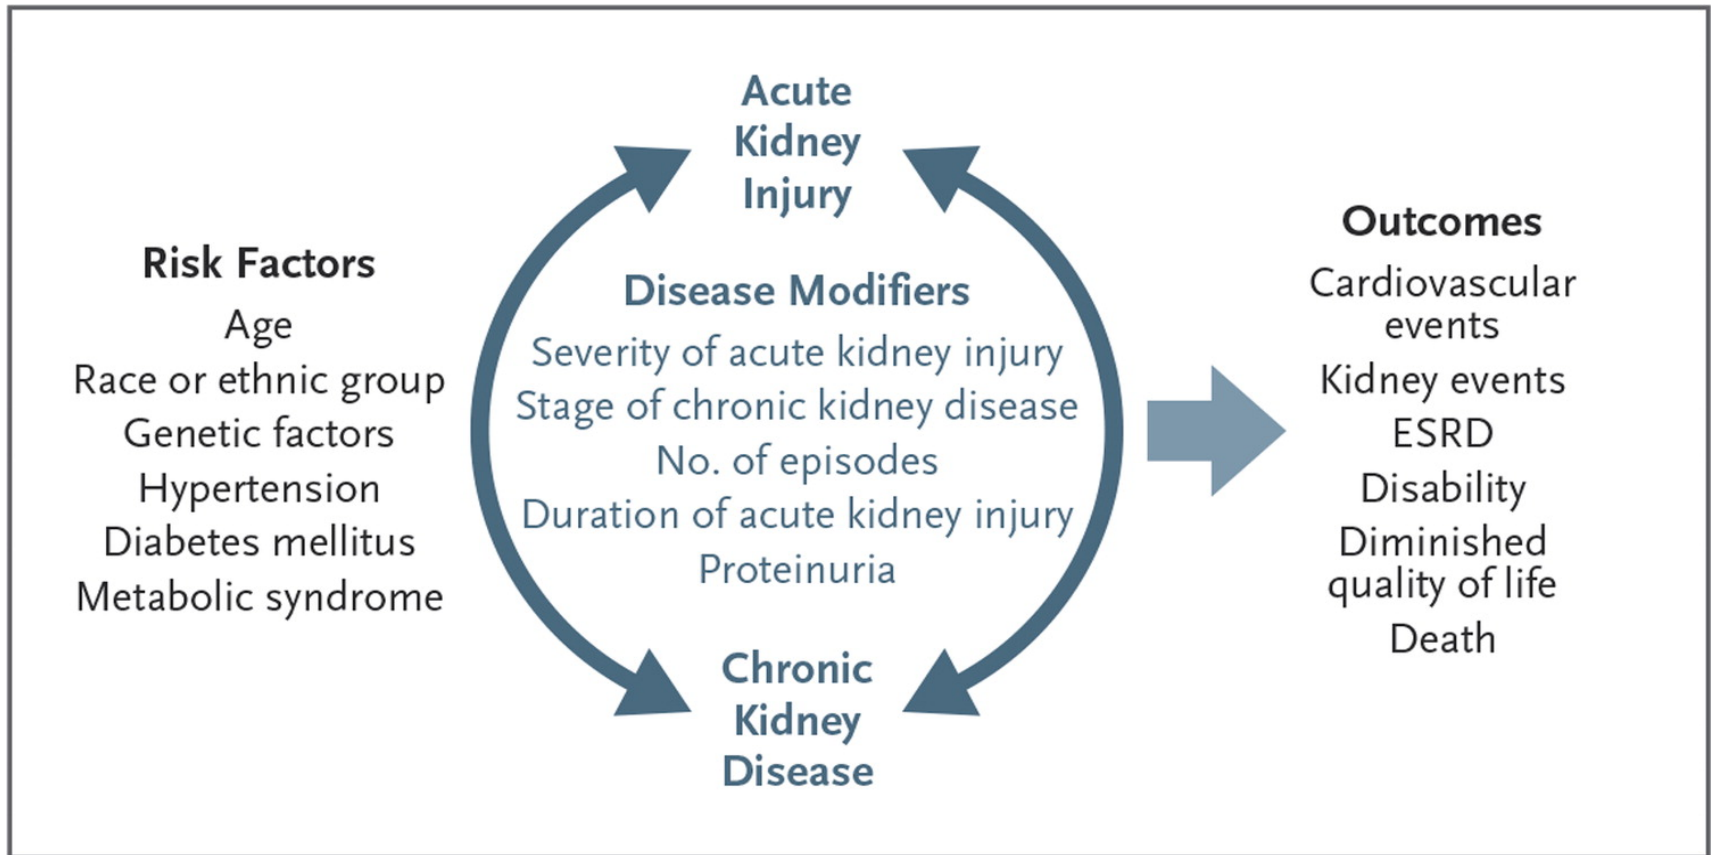 Risk Factors
Age
Race or ethnic group
Genetic factors
Hypertension
Diabetes mellitus
Metabolic syndrome
Acute
Kidney
Injury
Disease Modifiers
Severity of acute kidney injury
Stage of chronic kidney disease
No. of episodes
Duration of acute kidney injury
Proteinuria
Chronic
Kidney
Disease
Outcomes
Cardiovascular
events
Kidney events
ESRD
Disability
Diminished
quality of life
Death